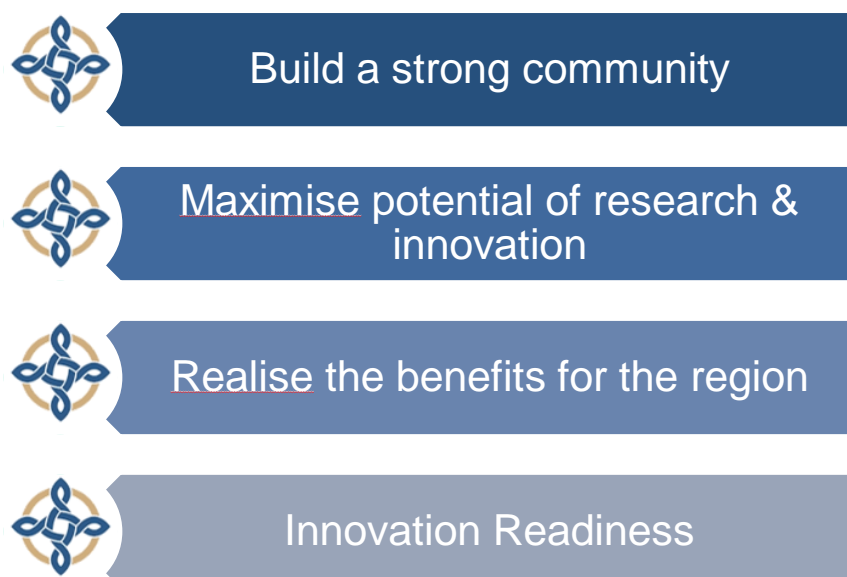 Build a strong community
Maximise potential of research &
innovation
Realise the benefits for the region
Innovation Readiness